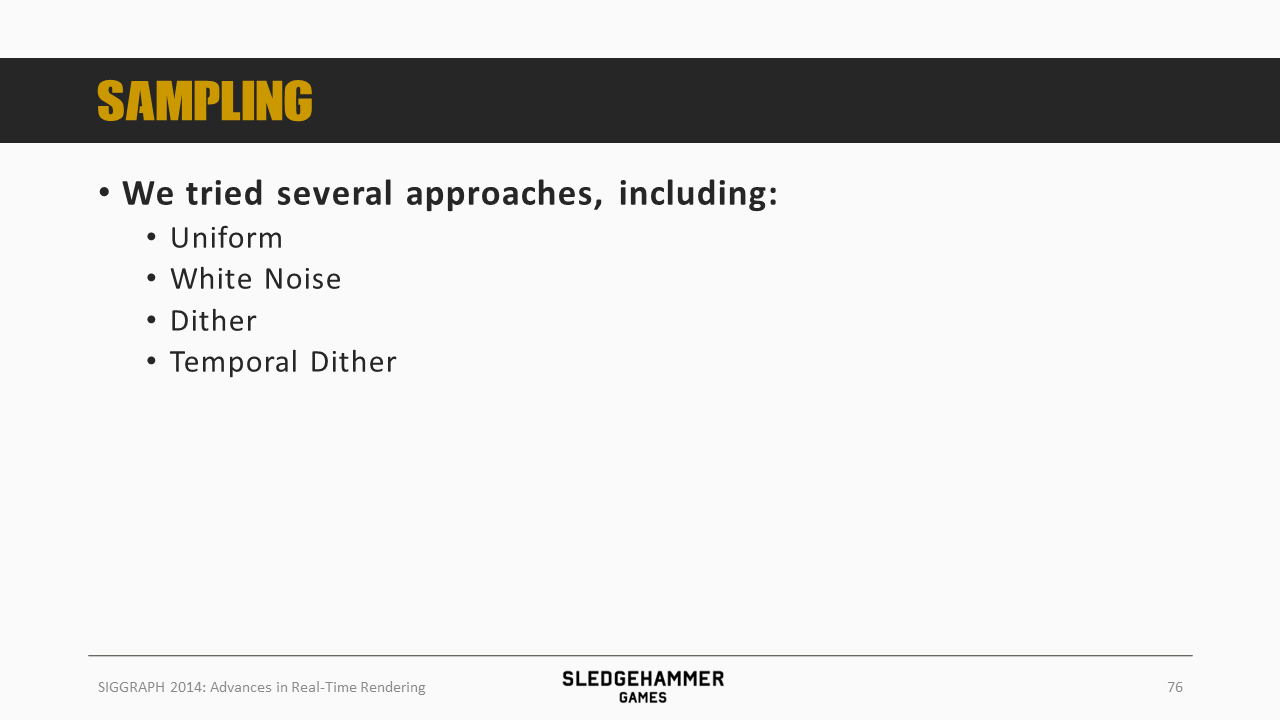 SAMPLING
• We tried several approaches, including:
• Uniform
• White Noise
• Dither
• Temporal Dither
SIGGRAPH 2014: Advances in Real-Time Rendering
SLEDGEHAMMER
GAMES
76